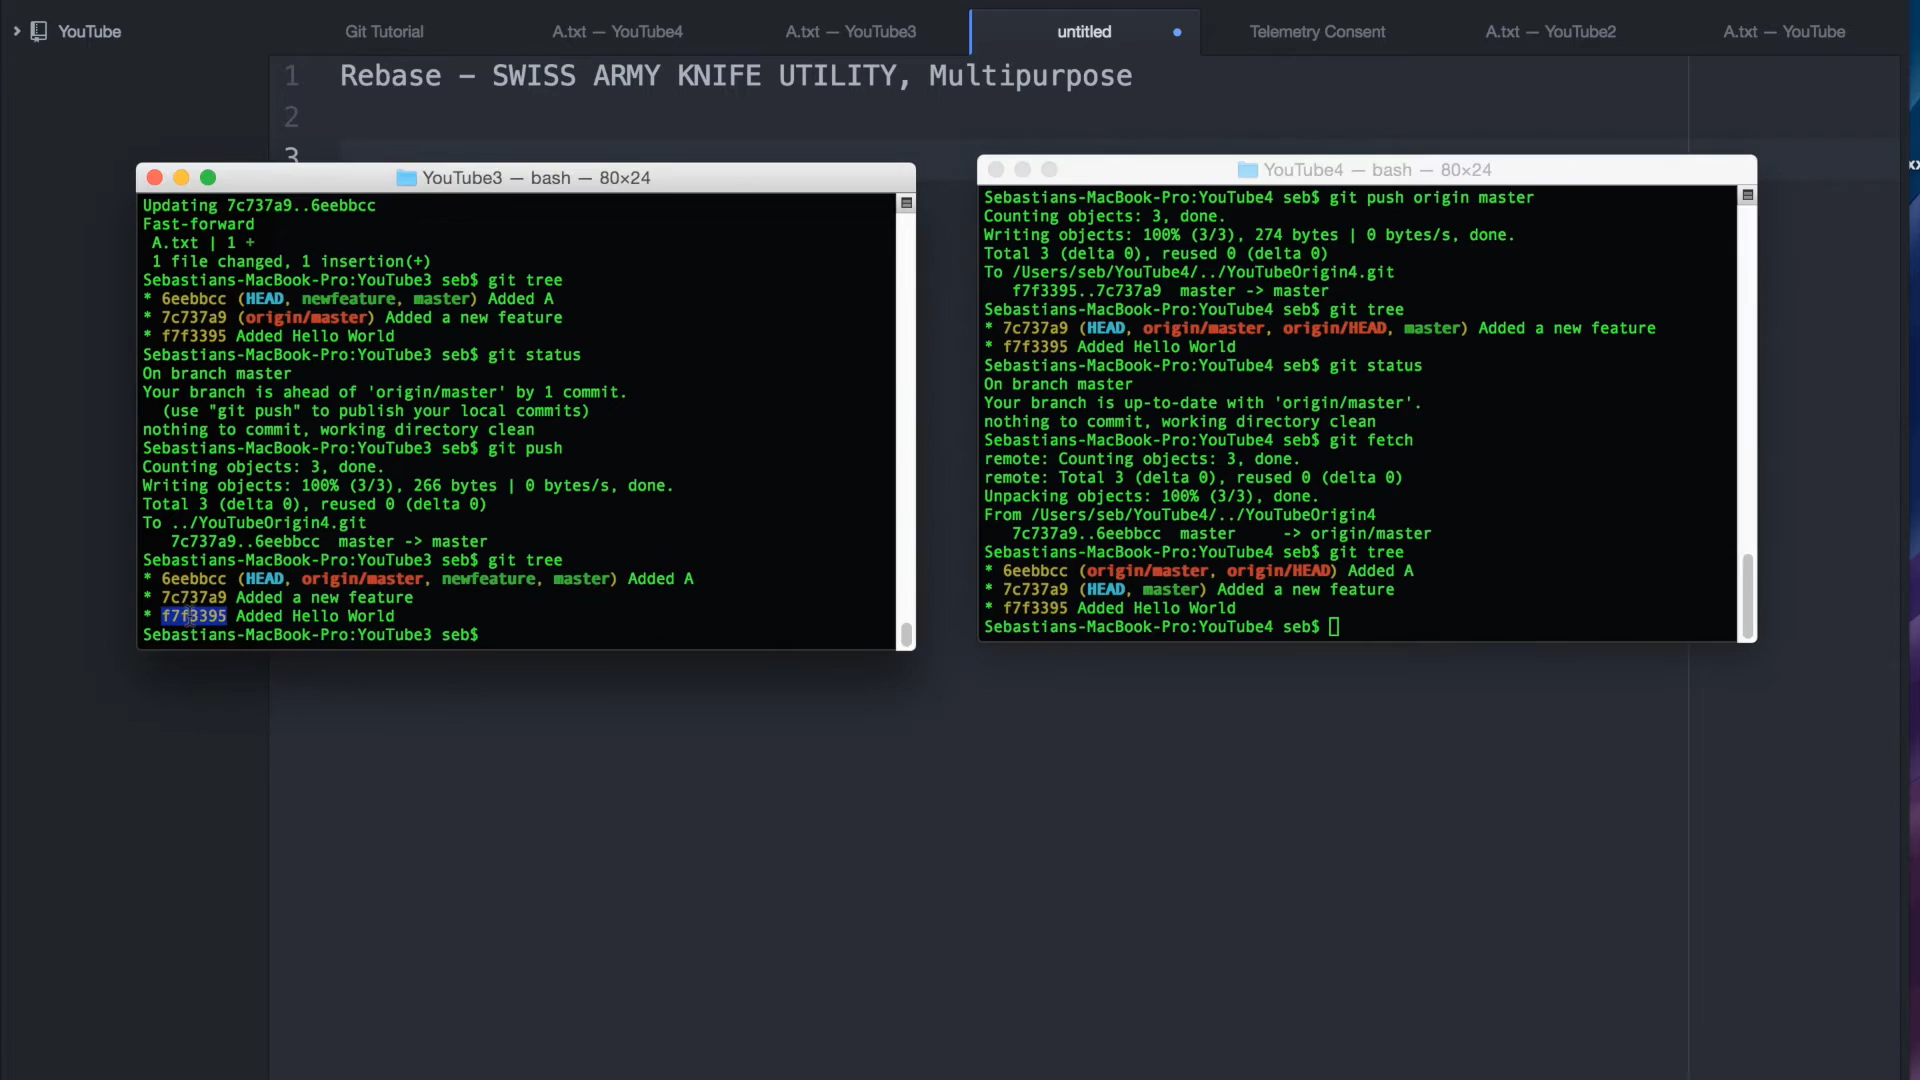 YouTube
Git Tutorial
A.txt — YouTube4
A.txt — YouTube3
untitled
Telemetry Consent
A.txt — YouTube2
A.txt — YouTube
1 Rebase – SWISS ARMY KNIFE UTILITY, Multipurpose
2
3
YouTube3 — bash — 80×24
Updating 7c737a9..6eebbcc
Fast-forward
A.txt | 1 +
1 file changed, 1 insertion(+)
Sebastians-MacBook-Pro:YouTube3 seb$ git tree
* 6eebbcc (HEAD, newfeature, master) Added A
* 7c737a9 (origin/master) Added a new feature
* f7f3395 Added Hello World
Sebastians-MacBook-Pro:YouTube3 seb$ git status
On branch master
Your branch is ahead of 'origin/master' by 1 commit.
(use "git push" to publish your local commits)
nothing to commit, working directory clean
Sebastians-MacBook-Pro:YouTube3 seb$ git push
Counting objects: 3, done.
Writing objects: 100% (3/3), 266 bytes | 0 bytes/s, done.
Total 3 (delta 0), reused 0 (delta 0)
To ../YouTubeOrigin4.git
7c737a9..6eebbcc master -> master
Sebastians-MacBook-Pro:YouTube3 seb$ git tree
* 6eebbcc (HEAD, origin/master, newfeature, master) Added A
* 7c737a9 Added a new feature
* f7f3395 Added Hello World
Sebastians-MacBook-Pro:YouTube3 seb$
YouTube4 — bash — 80×24
Sebastians-MacBook-Pro:YouTube4 seb$ git push origin master
Counting objects: 3, done.
Writing objects: 100% (3/3), 274 bytes | 0 bytes/s, done.
Total 3 (delta 0), reused 0 (delta 0)
To /Users/seb/YouTube4/../YouTubeOrigin4.git
f7f3395..7c737a9 master -> master
Sebastians-MacBook-Pro:YouTube4 seb$ git tree
* 7c737a9 (HEAD, origin/master, origin/HEAD, master) Added a new feature
* f7f3395 Added Hello World
Sebastians-MacBook-Pro:YouTube4 seb$ git status
On branch master
Your branch is up-to-date with 'origin/master'.
nothing to commit, working directory clean
Sebastians-MacBook-Pro:YouTube4 seb$ git fetch
remote: Counting objects: 3, done.
remote: Total 3 (delta 0), reused 0 (delta 0)
Unpacking objects: 100% (3/3), done.
From /Users/seb/YouTube4/../YouTubeOrigin4
7c737a9..6eebbcc master -> origin/master
Sebastians-MacBook-Pro:YouTube4 seb$ git tree
* 6eebbcc (origin/master, origin/HEAD) Added A
* 7c737a9 (HEAD, master) Added a new feature
* f7f3395 Added Hello World
Sebastians-MacBook-Pro:YouTube4 seb$